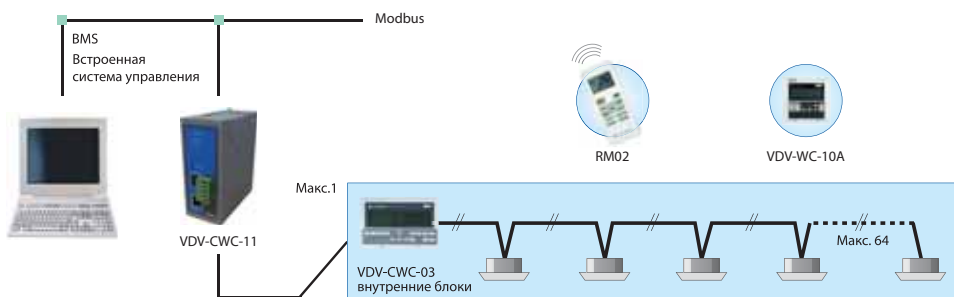 Modbus
BMS
Встроенная
система управления
RM02
VDV-WC-10A
Макс.1
VDV-CWC-11
Макс. 64
VDV-CWC-03
внутренние блоки